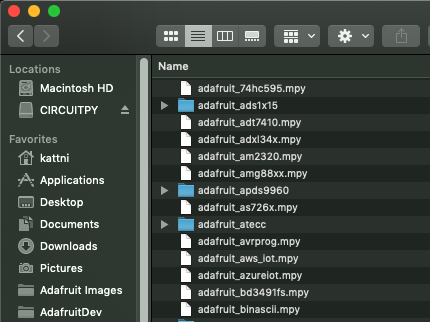 Locations
Macintosh HD
CIRCUITPY
Favorites
kattni
Applications
Desktop
Documents
Downloads
Pictures
Adafruit Images
AdafruitDev
Name
adafruit_74hc595.mpy
adafruit_ads1x15
adafruit_adt7410.mpy
adafruit_adxl34x.mpy
adafruit_am2320.mpy
adafruit_amg88xx.mpy
adafruit_apds9960
adafruit_as726x.mpy
adafruit_atecc
adafruit_avrprog.mpy
adafruit_aws_iot.mpy
adafruit_azureiot.mpy
adafruit_bd3491fs.mpy
adafruit_binascii.mpy